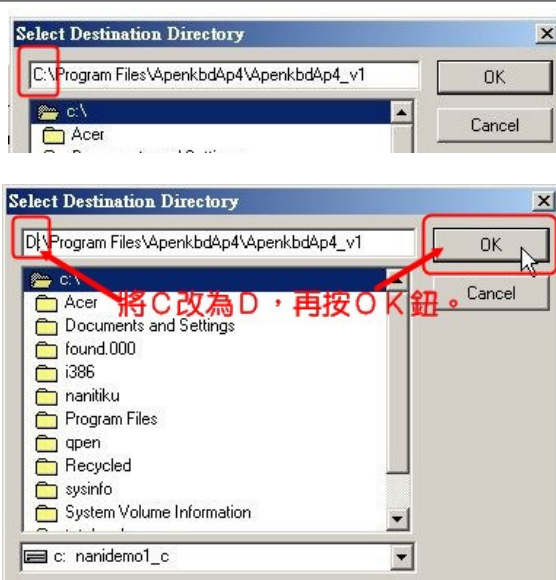 Select Destination Directory
C:\Program Files\ApenkbdAp4\ApenkbdAp4_v1
OK
c:\
Cancel
Acer
Select Destination Directory
D:\Program Files\ApenkbdAp4\ApenkbdAp4_v1
OK
c:\
Cancel
Acer
將C改為D，再按OK鈕。
Documents and Settings
found.000
i386
nanitiku
Program Files
qpen
Recycled
sysinfo
System Volume Information
c: nanidemo1_c